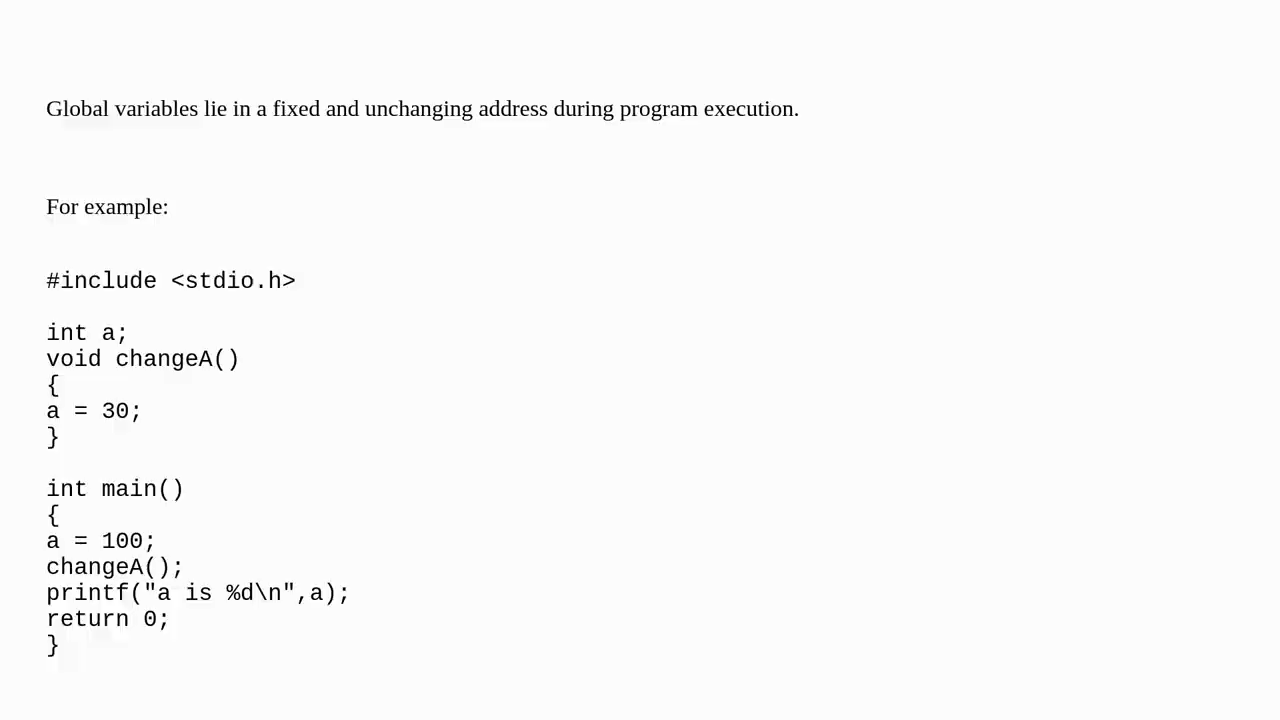 Global variables lie in a fixed and unchanging address during program execution.
For example:
#include <stdio.h>
int a;
void changeA()
{
a = 30;
}
int main()
{
a = 100;
changeA();
printf("a is %d\n",a);
return 0;
}